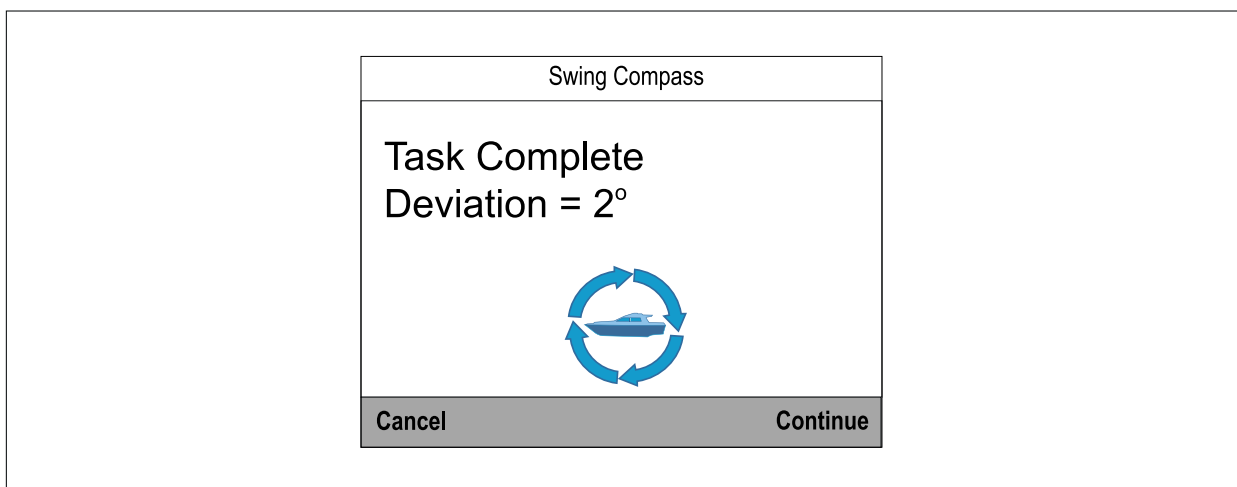 Swing Compass
Task Complete
Deviation = 2°
Cancel Continue